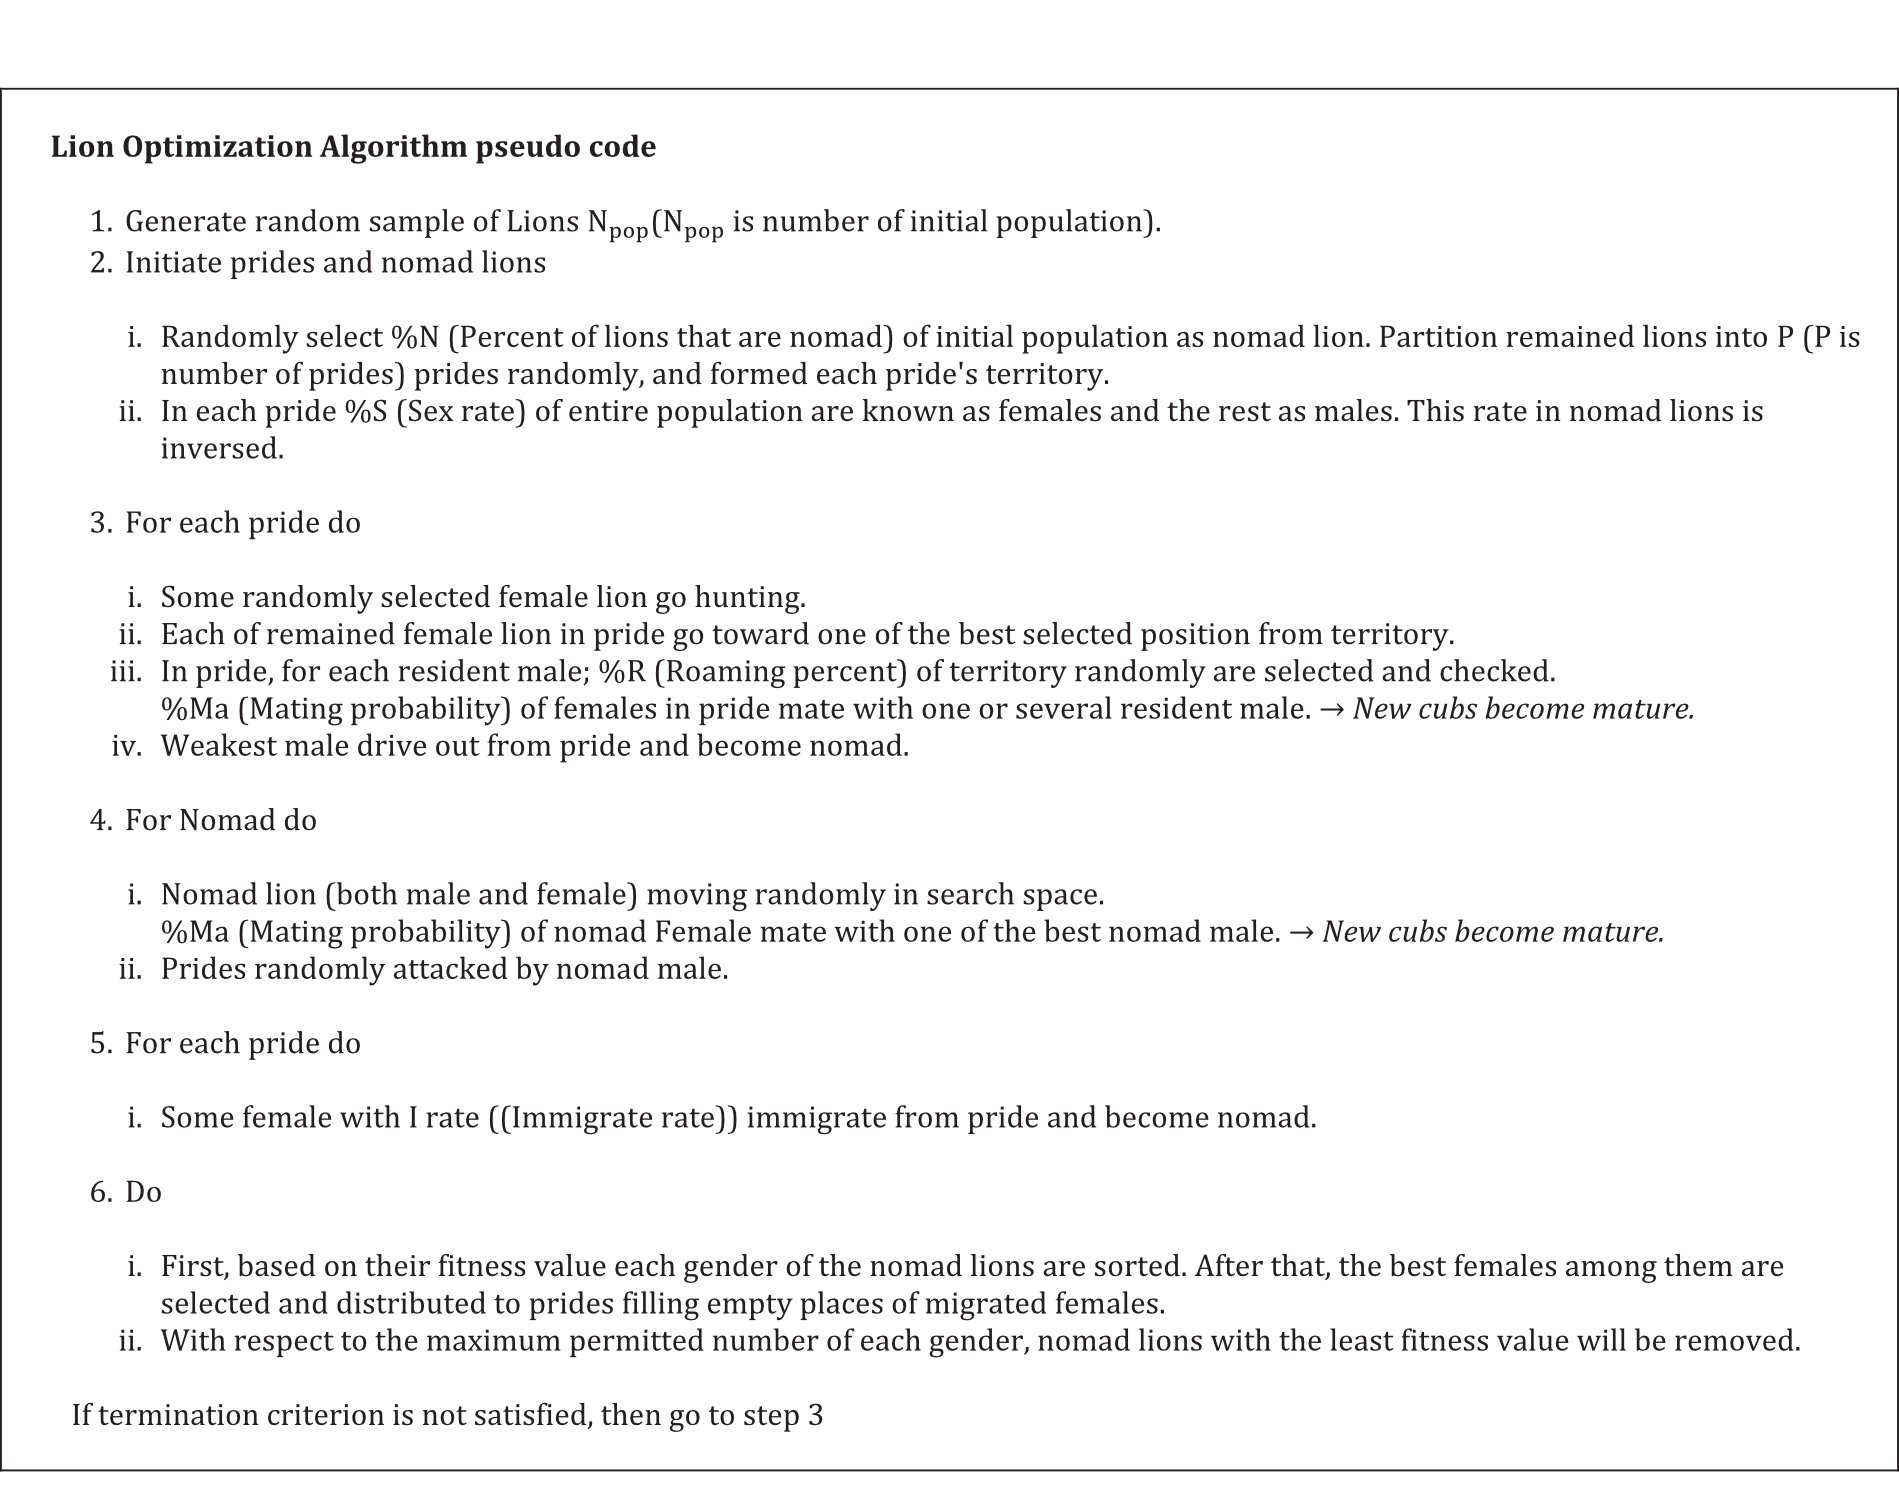 Lion Optimization Algorithm pseudo code
1. Generate random sample of Lions Npop(Npop is number of initial population).
2. Initiate prides and nomad lions
i. Randomly select %N (Percent of lions that are nomad) of initial population as nomad lion. Partition remained lions into P (P is
number of prides) prides randomly, and formed each pride's territory.
ii. In each pride %S (Sex rate) of entire population are known as females and the rest as males. This rate in nomad lions is
inversed.
3. For each pride do
i. Some randomly selected female lion go hunting.
ii. Each of remained female lion in pride go toward one of the best selected position from territory.
iii. In pride, for each resident male; %R (Roaming percent) of territory randomly are selected and checked.
%Ma (Mating probability) of females in pride mate with one or several resident male. → New cubs become mature.
iv. Weakest male drive out from pride and become nomad.
4. For Nomad do
i. Nomad lion (both male and female) moving randomly in search space.
%Ma (Mating probability) of nomad Female mate with one of the best nomad male. → New cubs become mature.
ii. Prides randomly attacked by nomad male.
5. For each pride do
i. Some female with I rate ((Immigrate rate)) immigrate from pride and become nomad.
6. Do
i. First, based on their fitness value each gender of the nomad lions are sorted. After that, the best females among them are
selected and distributed to prides filling empty places of migrated females.
ii. With respect to the maximum permitted number of each gender, nomad lions with the least fitness value will be removed.
If termination criterion is not satisfied, then go to step 3